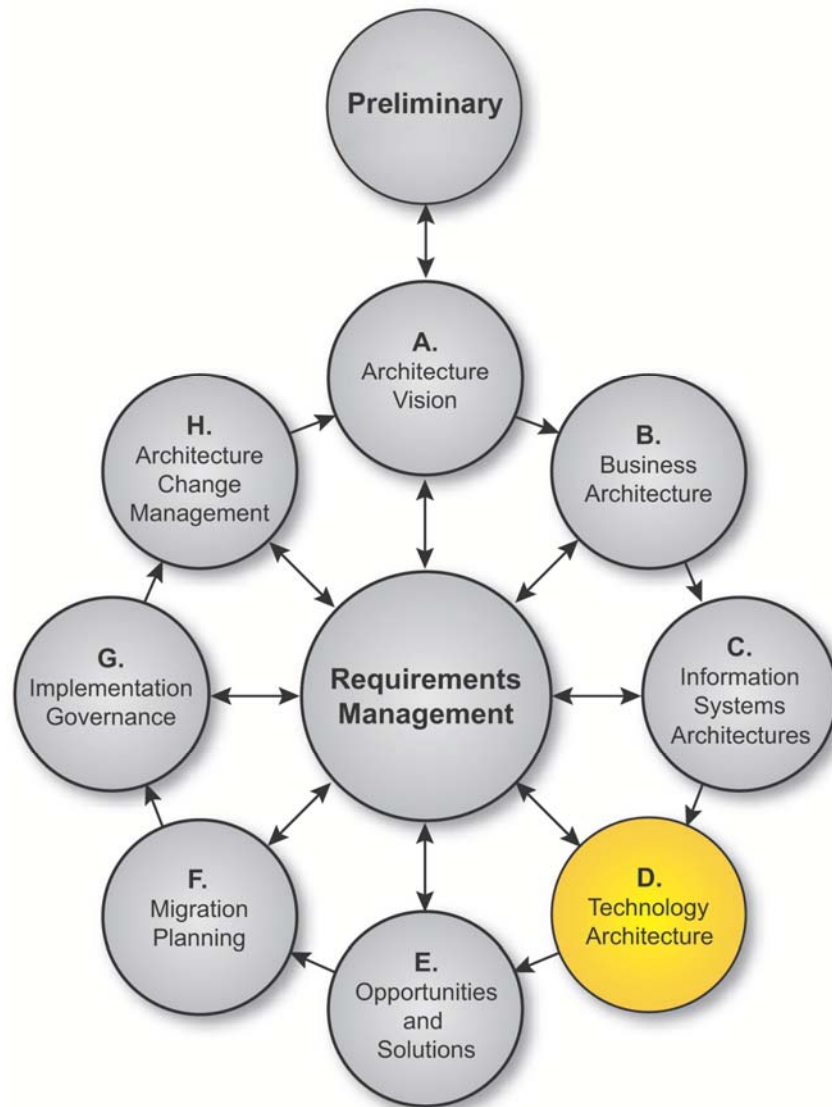 Preliminary
A.
Architecture
Vision
B.
Business
Architecture
C.
Information
Systems
Architectures
D.
Technology
Architecture
E.
Opportunities
and
Solutions
F.
Migration
Planning
G.
Implementation
Governance
H.
Architecture
Change
Management
Requirements
Management